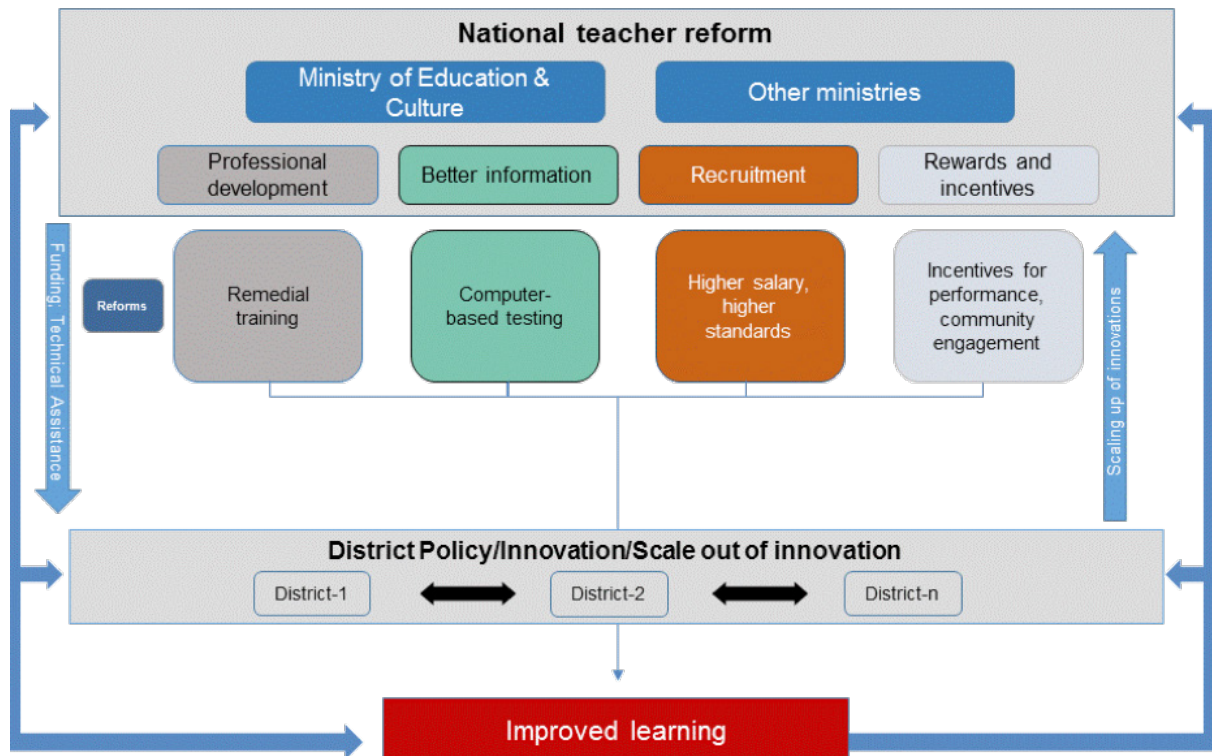 National teacher reform
Ministry of Education &
Culture
Other ministries
Professional
development
Better information
Recruitment
Rewards and
incentives
Funding; Technical Assistance
Reforms
Remedial
training
Computer-
based testing
Higher salary,
higher
standards
Incentives for
performance,
community
engagement
Scaling up of innovations
District Policy/Innovation/Scale out of innovation
District-1
District-2
District-n
Improved learning